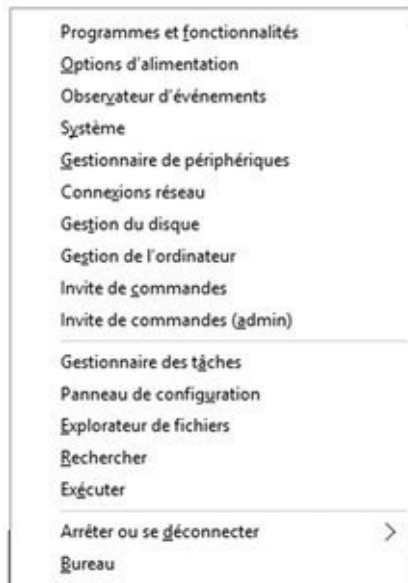 Programmes et fonctionnalités
Options d'alimentation
Observateur d'événements
Système
Gestionnaire de périphériques
Connexions réseau
Gestion du disque
Gestion de l'ordinateur
Invite de commandes
Invite de commandes (admin)
Gestionnaire des tâches
Panneau de configuration
Explorateur de fichiers
Rechercher
Exécuter
Arrêter ou se déconnecter
Bureau